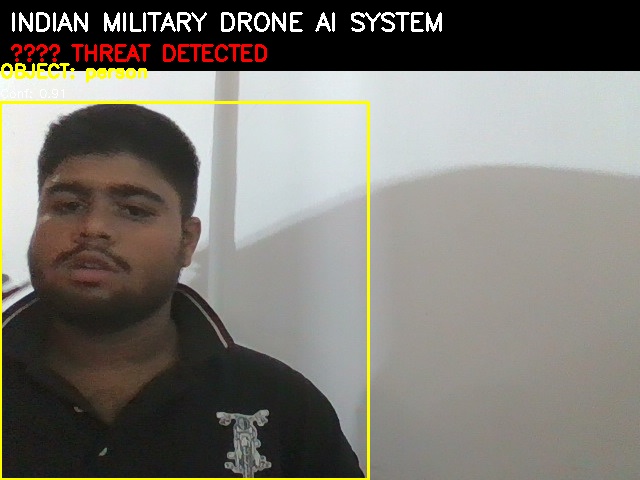 INDIAN MILITARY DRONE AI SYSTEM
???? THREAT DETECTED
OBJECT: person
Conf: 0.91